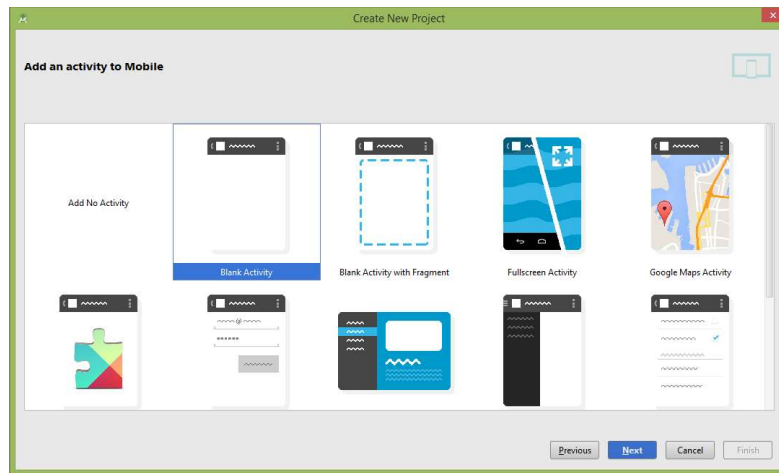 Create New Project
Add an activity to Mobile
Add No Activity
Blank Activity
Blank Activity with Fragment
Fullscreen Activity
Google Maps Activity
Previous
Next
Cancel
Finish